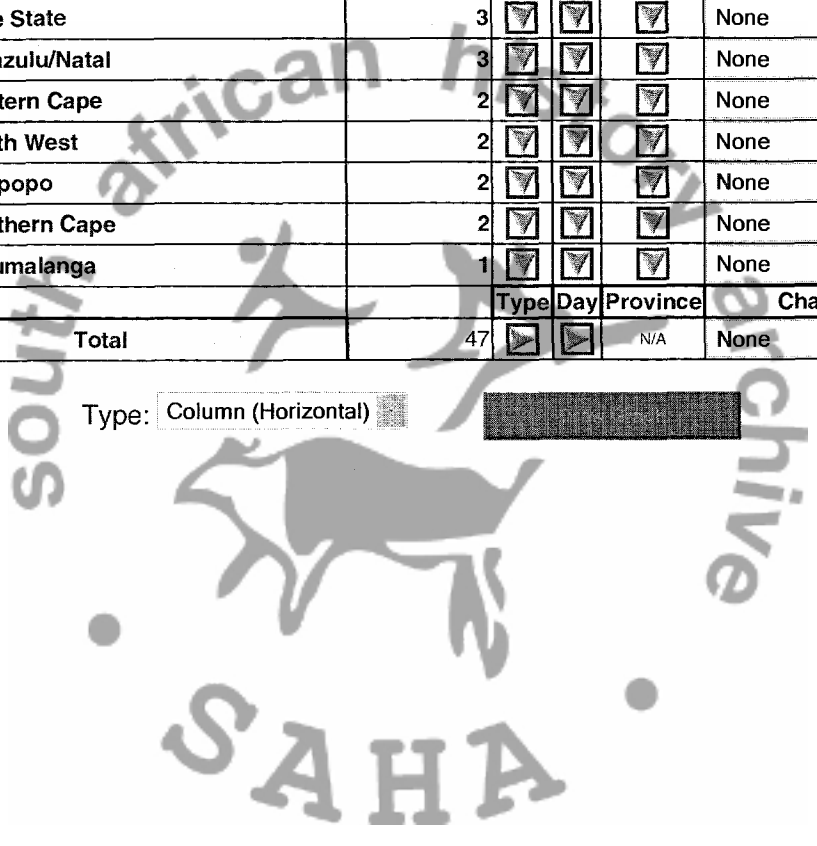 e State 3 None
azulu/Natal 3 None
tern Cape 2 None
th West 2 None
popo 2 None
thern Cape 2 None
umalanga 1 None
Type Day Province Cha
Total 47 N/A None
Type: Column (Horizontal)
south african history archive
SAHA